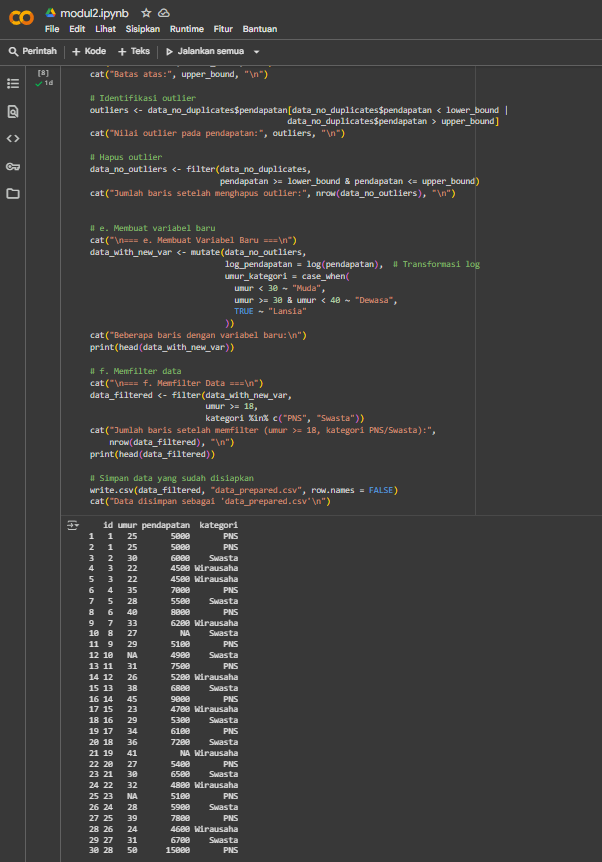 CO modul2.ipynb
File Edit Lihat Sisipkan Runtime Fitur Bantuan
Perintah + Kode + Teks Jalankan semua
[8]
1d
cat("Batas atas:", upper_bound, "\n")
# Identifikasi outlier
outliers <- data_no_duplicates$pendapatan[data_no_duplicates$pendapatan < lower_bound |
data_no_duplicates$pendapatan > upper_bound]
cat("Nilai outlier pada pendapatan:", outliers, "\n")
# Hapus outlier
data_no_outliers <- filter(data_no_duplicates,
pendapatan >= lower_bound & pendapatan <= upper_bound)
cat("Jumlah baris setelah menghapus outlier:", nrow(data_no_outliers), "\n")
# e. Membuat variabel baru
cat("\n=== e. Membuat Variabel Baru ===\n")
data_with_new_var <- mutate(data_no_outliers,
log_pendapatan = log(pendapatan), # Transformasi log
umur_kategori = case_when(
umur < 30 ~ "Muda",
umur >= 30 & umur < 40 ~ "Dewasa",
TRUE ~ "Lansia"
))
cat("Beberapa baris dengan variabel baru:\n")
print(head(data_with_new_var))
# f. Memfilter data
cat("\n=== f. Memfilter Data ===\n")
data_filtered <- filter(data_with_new_var,
umur >= 18,
kategori %in% c("PNS", "Swasta"))
cat("Jumlah baris setelah memfilter (umur >= 18, kategori PNS/Swasta):",
nrow(data_filtered), "\n")
print(head(data_filtered))
# Simpan data yang sudah disiapkan
write.csv(data_filtered, "data_prepared.csv", row.names = FALSE)
cat("Data disimpan sebagai 'data_prepared.csv'\n")
id umur pendapatan kategori
1 1 25 5000 PNS
2 1 25 5000 PNS
3 2 30 6000 Swasta
4 3 22 4500 Wirausaha
5 3 22 4500 Wirausaha
6 4 35 7000 PNS
7 5 28 5500 Swasta
8 6 40 8000 PNS
9 7 33 6200 Wirausaha
10 8 27 NA Swasta
11 9 29 5100 PNS
12 10 NA 4900 Swasta
13 11 31 7500 PNS
14 12 26 5200 Wirausaha
15 13 38 6800 Swasta
16 14 45 9000 PNS
17 15 23 4700 Wirausaha
18 16 29 5300 Swasta
19 17 34 6100 PNS
20 18 36 7200 Swasta
21 19 41 NA Wirausaha
22 20 27 5400 PNS
23 21 30 6500 Swasta
24 22 32 4800 Wirausaha
25 23 NA 5100 PNS
26 24 28 5900 Swasta
27 25 39 7800 PNS
28 26 24 4600 Wirausaha
29 27 31 6700 Swasta
30 28 50 15000 PNS